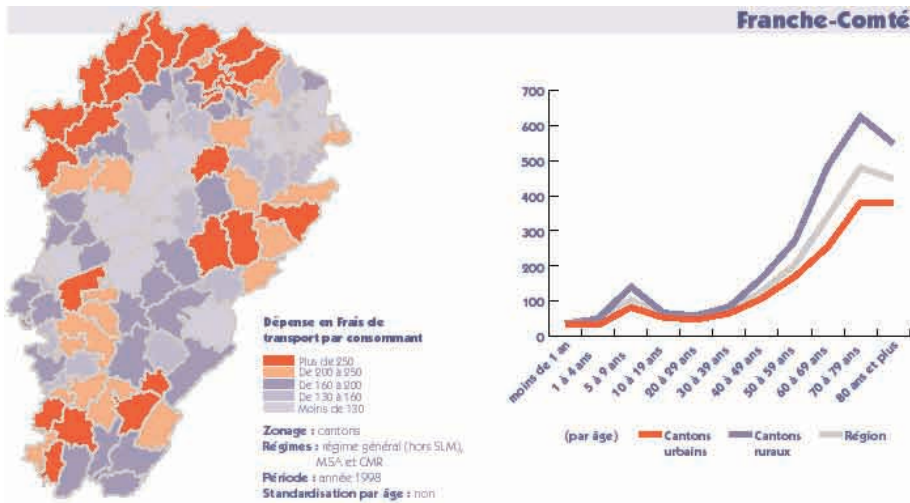 Franche-Comté
Dépense en Frais de
transport par consommant
Plus de 250
De 200 à 250
De 160 à 200
De 130 à 160
Moins de 130
Zonage : cantons
Régimes : régime général (hors SLM),
MSA et CMR
Période : année 1998
Standardisation par âge : non
700
600
500
400
300
200
100
0
moins de 1 an
1 à 4 ans
5 à 9 ans
10 à 19 ans
20 à 29 ans
30 à 39 ans
40 à 49 ans
50 à 59 ans
60 à 69 ans
70 à 79 ans
80 ans et plus
(par âge)
Cantons
urbains
Cantons
ruraux
Région